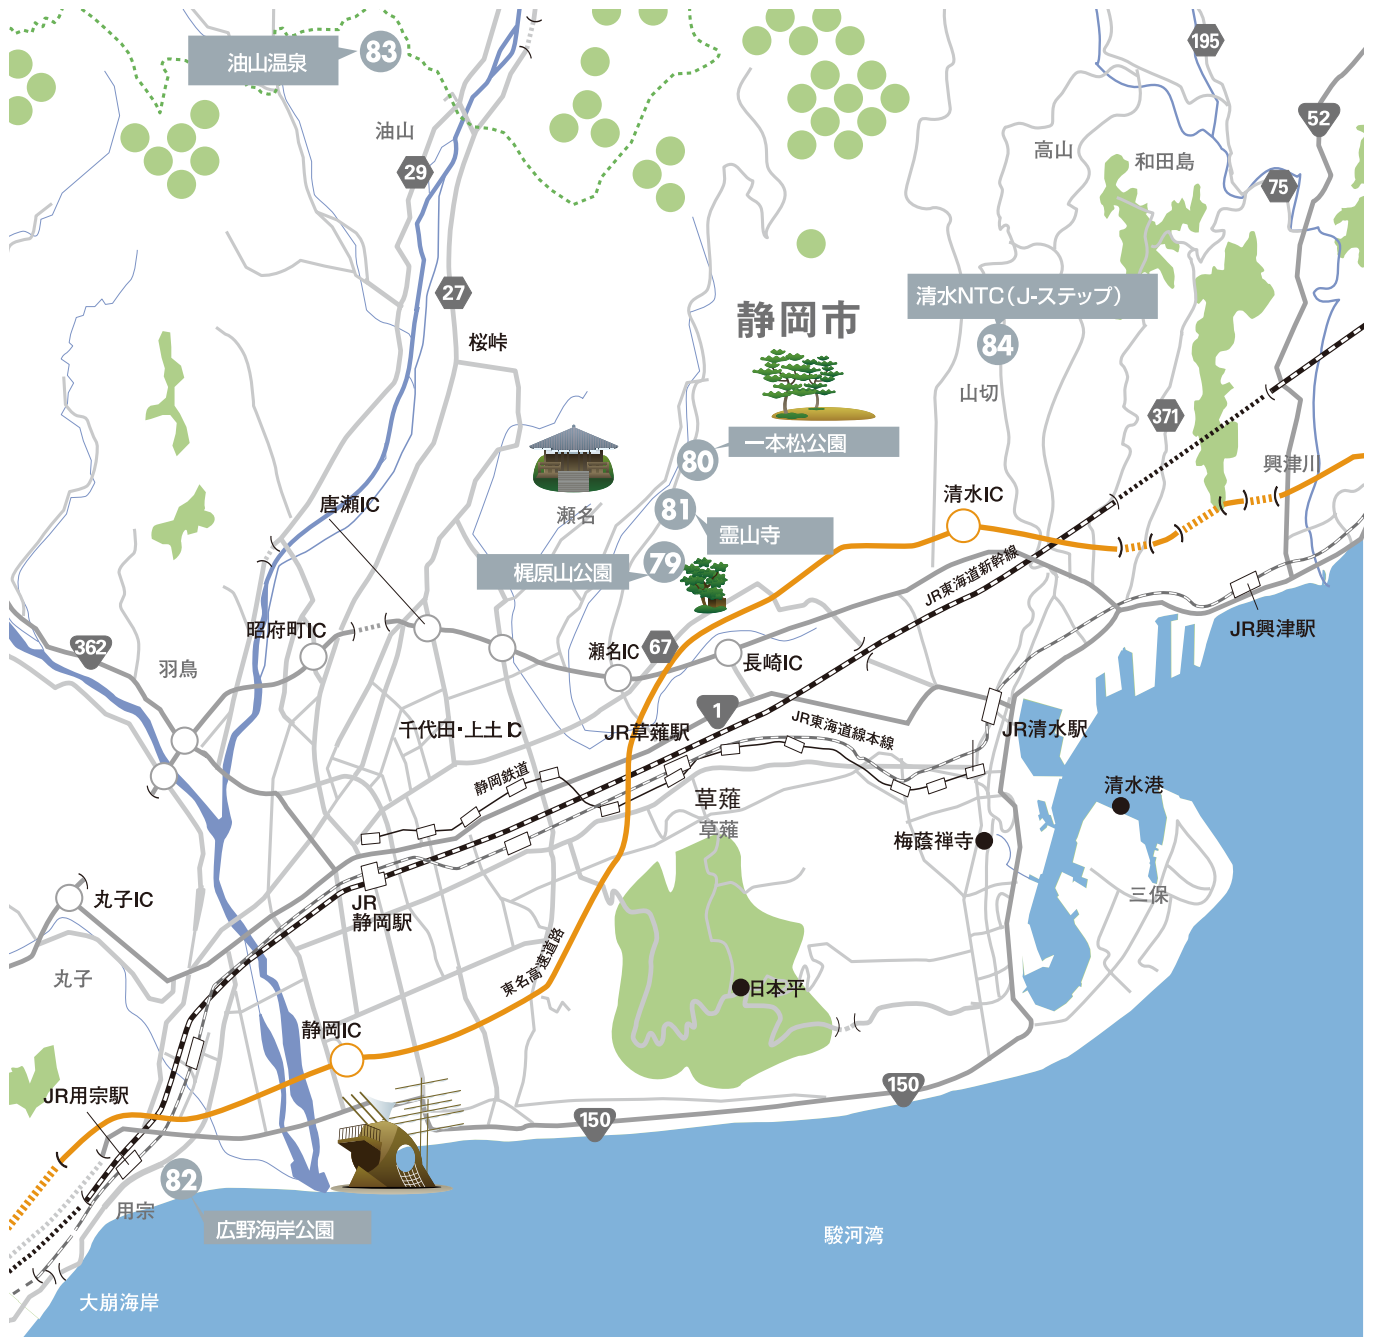 195
83
油山温泉
52
油山
高山
和田島
29
75
27
清水NTC(J-ステップ)
静岡市
桜峠
84
山切
371
一本松公園
80
興津川
清水IC
唐瀬IC
瀬名
81
霊山寺
79
梶原山公園
JR東海道新幹線
JR興津駅
昭府町IC
362
67
瀬名IC
長崎IC
羽鳥
1
千代田・上土IC
JR草薙駅
JR東海道線本線
JR清水駅
静岡鉄道
清水港
草薙
草薙
梅蔭禅寺
丸子IC
三保
JR
静岡駅
東名高速道路
丸子
日本平
静岡IC
JR用宗駅
150
150
82
用宗
広野海岸公園
駿河湾
大崩海岸